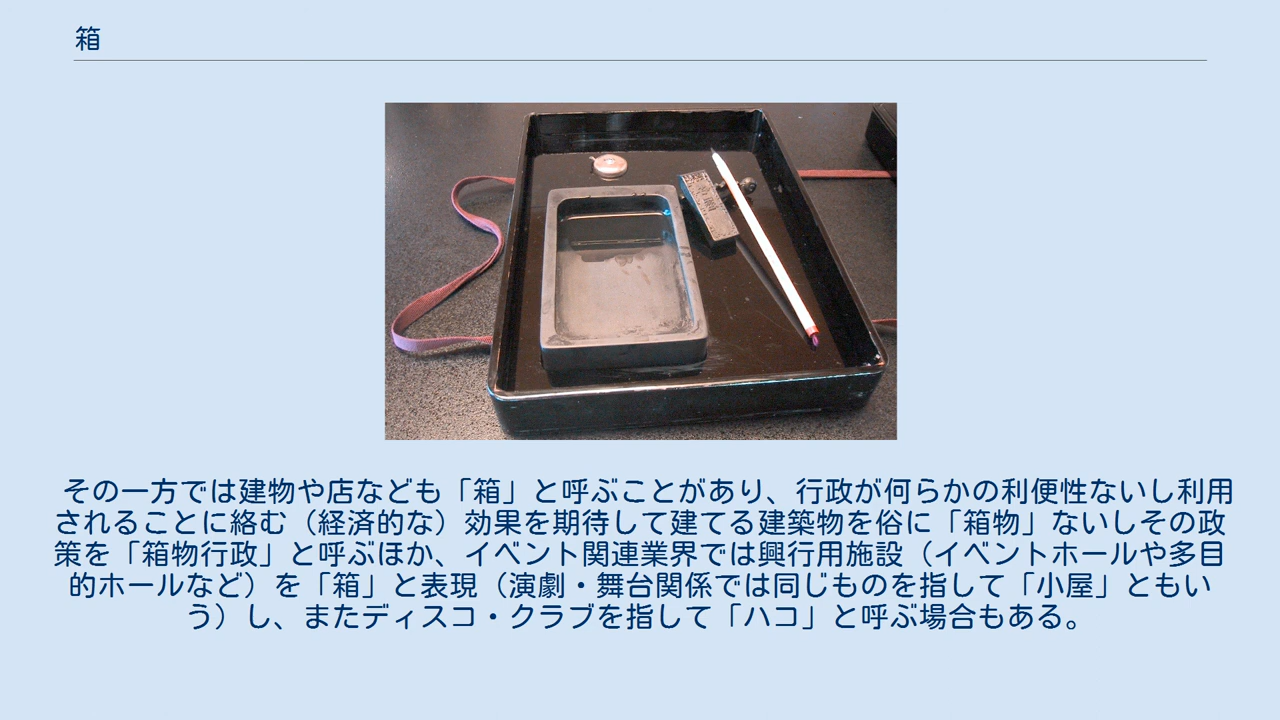 箱
その一方では建物や店なども「箱」と呼ぶことがあり、行政が何らかの利便性ないし利用
されることに絡む（経済的な）効果を期待して建てる建築物を俗に「箱物」ないしその政
策を「箱物行政」と呼ぶほか、イベント関連業界では興行用施設（イベントホールや多目
的ホールなど）を「箱」と表現（演劇・舞台関係では同じものを指して「小屋」ともい
う）し、またディスコ・クラブを指して「ハコ」と呼ぶ場合もある。